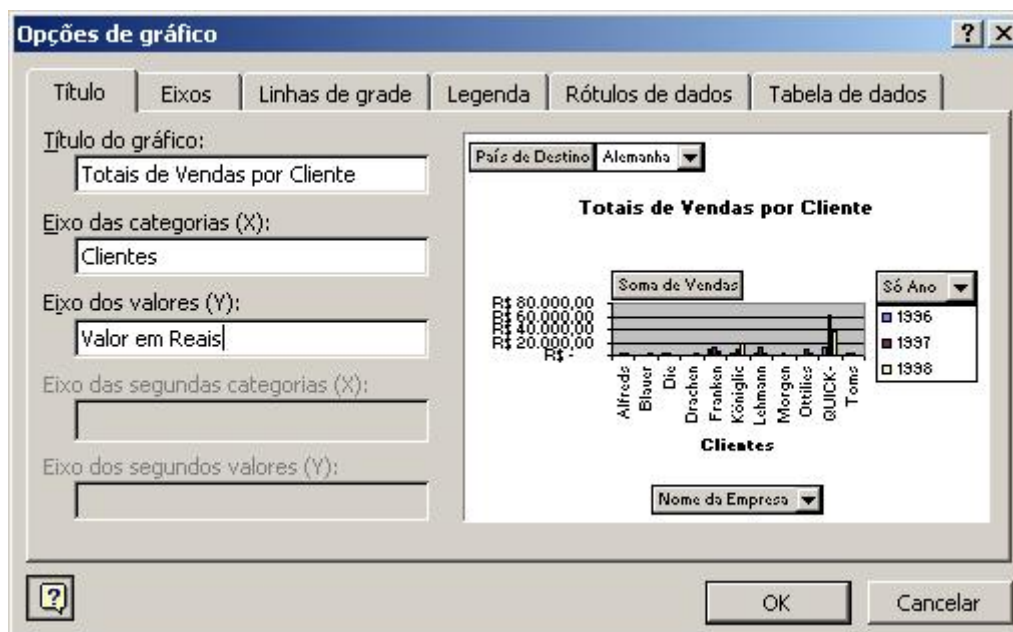 Opções de gráfico
Título Eixos Linhas de grade Legenda Rótulos de dados Tabela de dados
Título do gráfico:
Totais de Vendas por Cliente
Eixo das categorias (X):
Clientes
Eixo dos valores (Y):
Valor em Reais
Eixo das segundas categorias (X):
Eixo dos segundos valores (Y):
País de Destino Alemanha
Totais de Vendas por Cliente
Soma de Vendas
R$ 80.000,00
R$ 60.000,00
R$ 40.000,00
R$ 20.000,00
R$ -
Alfreds
Blauer
Die
Drachen
Franken
Königlic
Lehmann
Morgen
Ottilies
QUICK-
Toms
Clientes
Só Ano
1996
1997
1998
Nome da Empresa
OK Cancelar